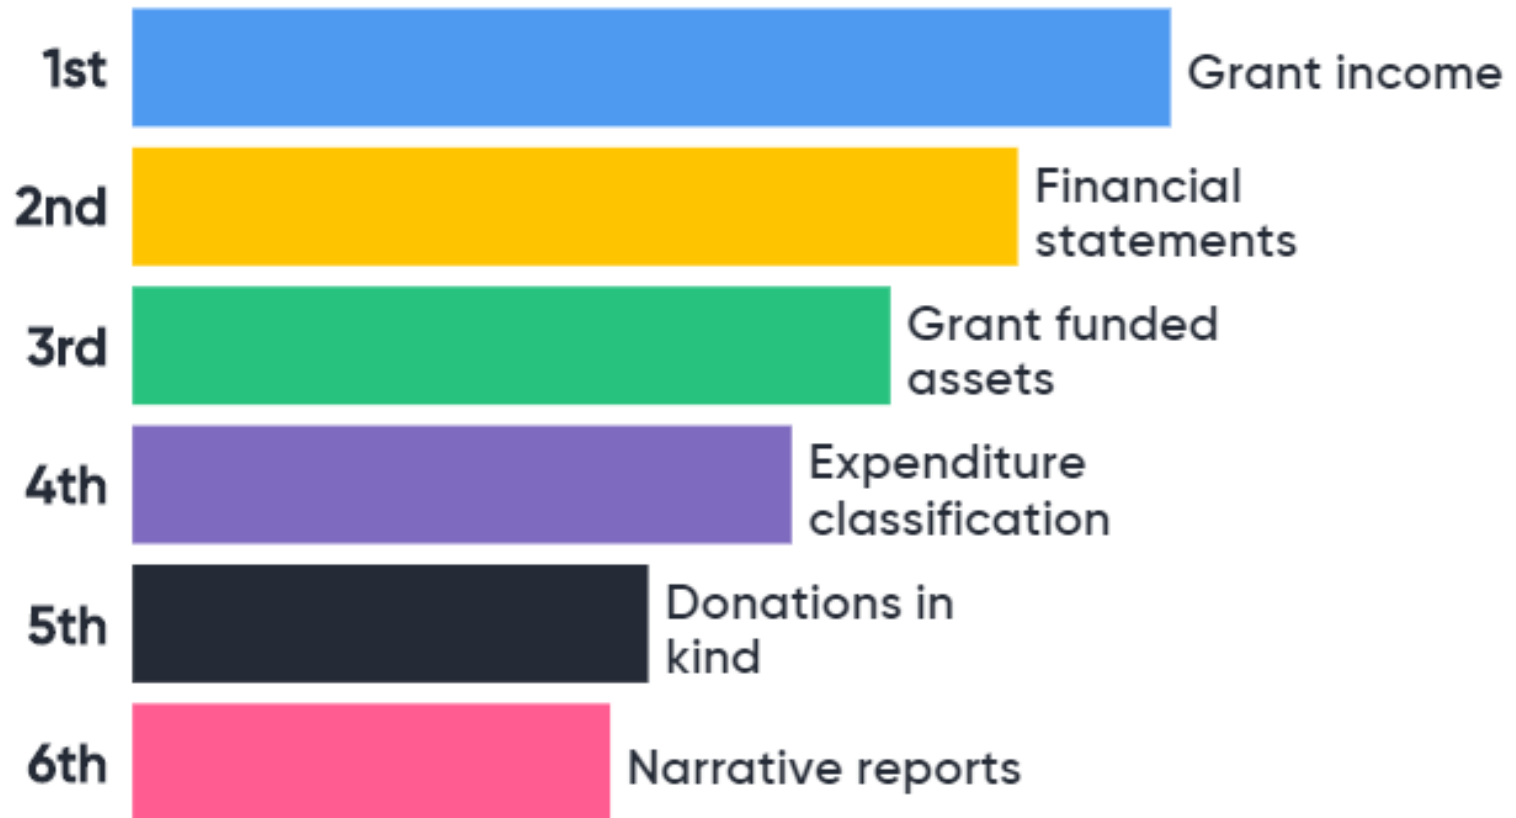 1st
Grant income
2nd
Financial
statements
3rd
Grant funded
assets
4th
Expenditure
classification
5th
Donations in
kind
6th
Narrative reports